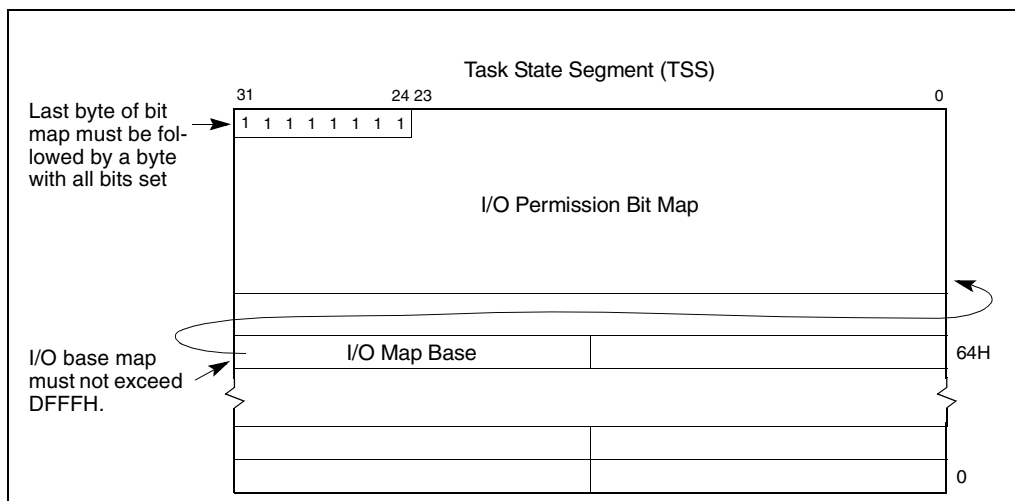 Task State Segment (TSS)
31 24 23 0
Last byte of bit
map must be fol-
lowed by a byte
with all bits set
1 1 1 1 1 1 1 1
I/O Permission Bit Map
I/O Map Base
64H
I/O base map
must not exceed
DFFFH.
0